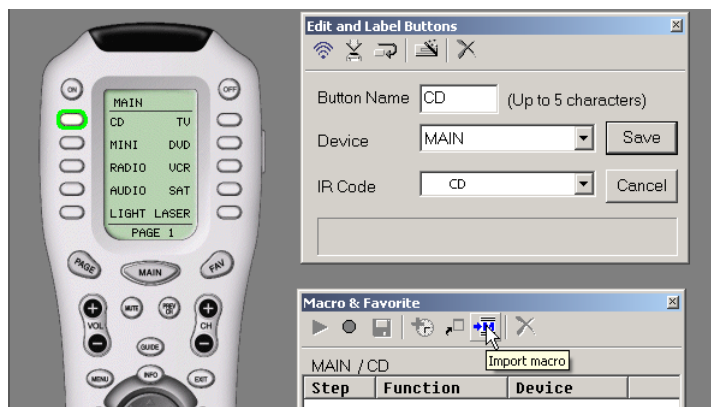 Edit and Label Buttons
Button Name CD (Up to 5 characters)
Device MAIN Save
IR Code CD Cancel
ON OFF
MAIN
CD TV
MINI DVD
RADIO VCR
AUDIO SAT
LIGHT LASER
PAGE 1
PAGE MAIN FAV
MUTE PREV CH
VOL CH
GUIDE
MENU INFO EXIT
Macro & Favorite
M
Import macro
MAIN / CD
Step Function Device